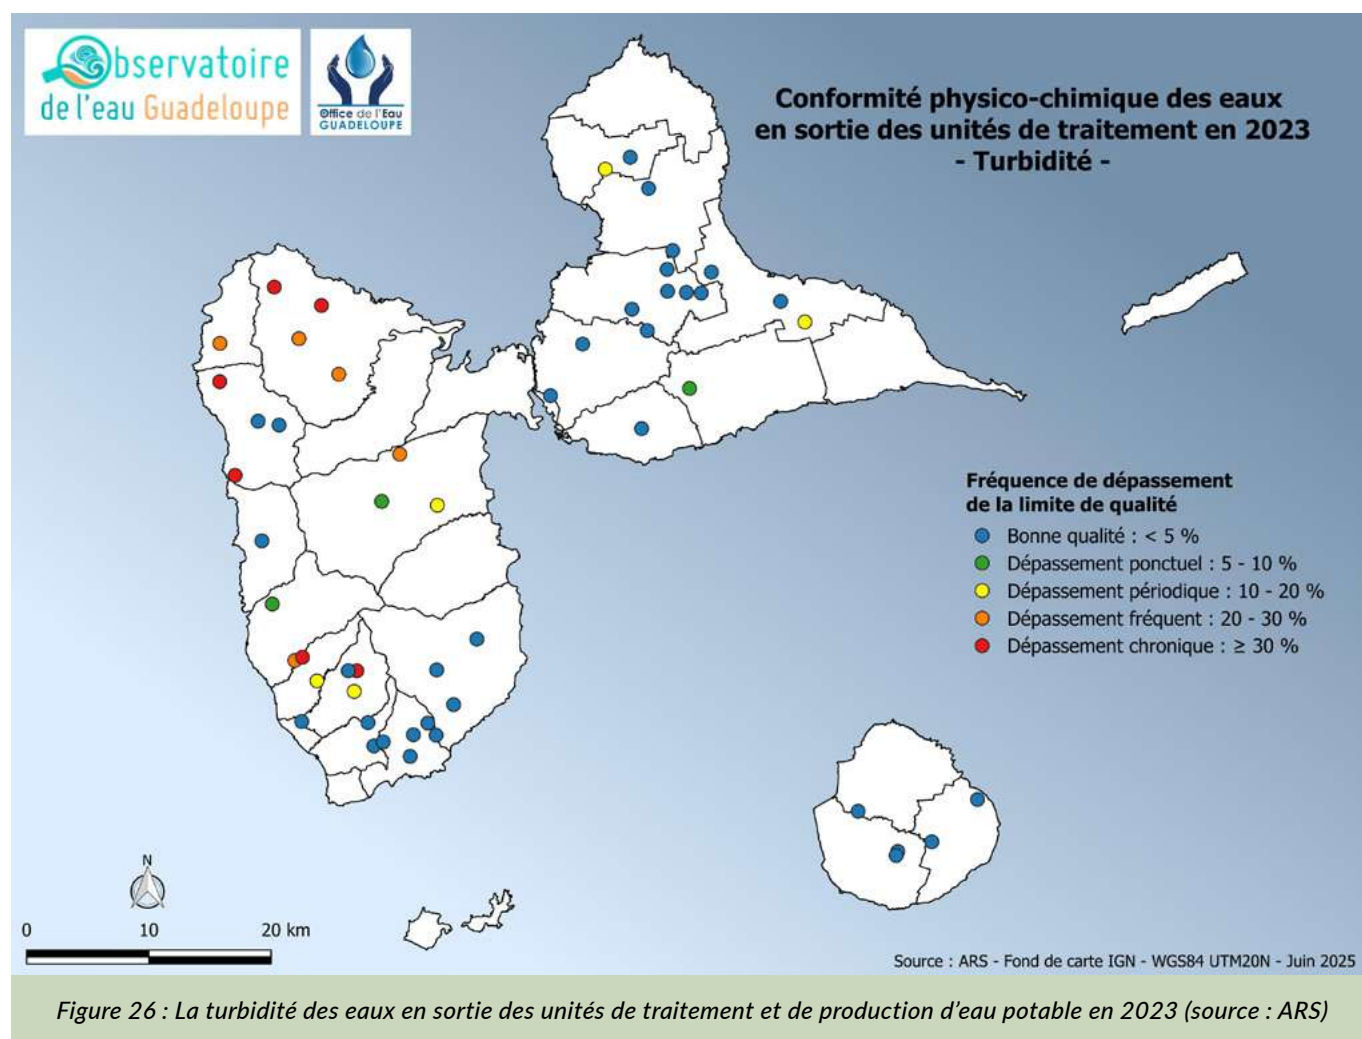 Observatoire
de l'eau Guadeloupe
Office de l'Eau
GUADELOUPE
Conformité physico-chimique des eaux
en sortie des unités de traitement en 2023
- Turbidité -
Fréquence de dépassement
de la limite de qualité
Bonne qualité : < 5 %
Dépassement ponctuel : 5 - 10 %
Dépassement périodique : 10 - 20 %
Dépassement fréquent : 20 - 30 %
Dépassement chronique : ≥ 30 %
N
0 10 20 km
Source : ARS - Fond de carte IGN - WGS84 UTM20N - Juin 2025
Figure 26 : La turbidité des eaux en sortie des unités de traitement et de production d’eau potable en 2023 (source : ARS)